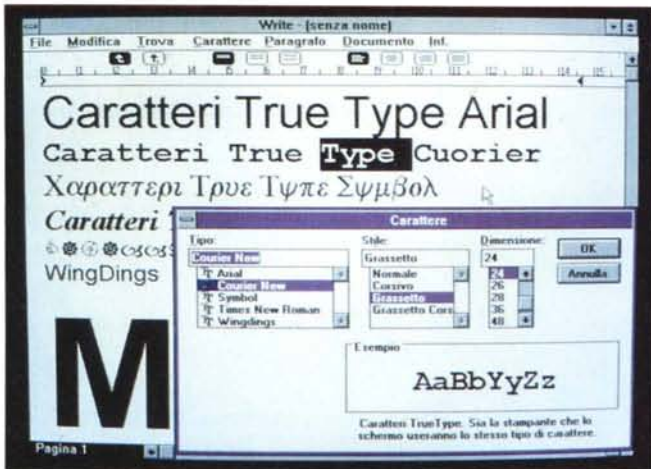 Write - (senza nome)
File Modifica Trova Carattere Paragrafo Documento Inf.
Caratteri True Type Arial
Caratteri True Type Cuorier
Χαραττερι Τρυε Τψπε Σψμβολ
Caratteri
WingDings
M
Pagina 1
Carattere
Tipo: Stile: Dimensione:
Courier New Grassetto 24 OK
Arial Normale 24 Annulla
Courier New Corsivo 26
Symbol Grassetto 28
Times New Roman Grassetto Cors 36
Wingdings 48
Esempio
AaBbYyZz
Caratteri TrueType. Sia la stampante che lo
schermo useranno lo stesso tipo di carattere.